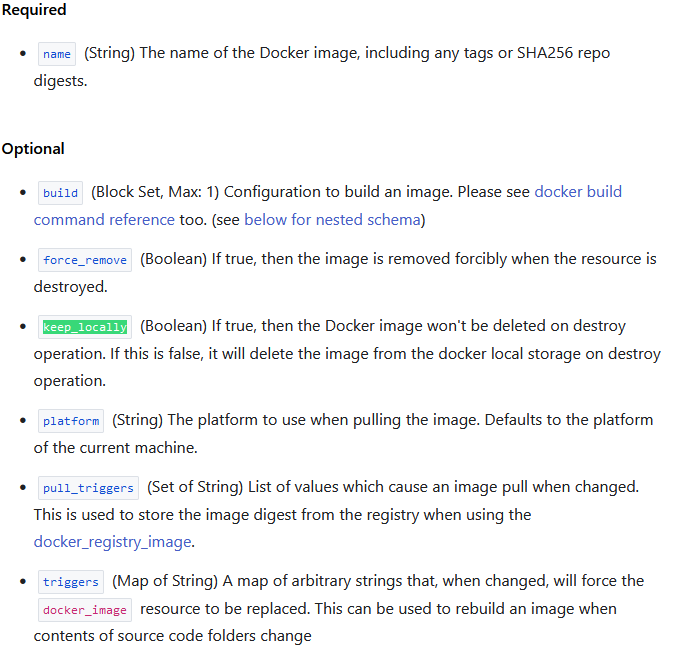 Required
name (String) The name of the Docker image, including any tags or SHA256 repo
digests.
Optional
build (Block Set, Max: 1) Configuration to build an image. Please see docker build
command reference too. (see below for nested schema)
force_remove (Boolean) If true, then the image is removed forcibly when the resource is
destroyed.
keep_locally (Boolean) If true, then the Docker image won't be deleted on destroy
operation. If this is false, it will delete the image from the docker local storage on destroy
operation.
platform (String) The platform to use when pulling the image. Defaults to the platform
of the current machine.
pull_triggers (Set of String) List of values which cause an image pull when changed.
This is used to store the image digest from the registry when using the
docker_registry_image.
triggers (Map of String) A map of arbitrary strings that, when changed, will force the
docker_image resource to be replaced. This can be used to rebuild an image when
contents of source code folders change